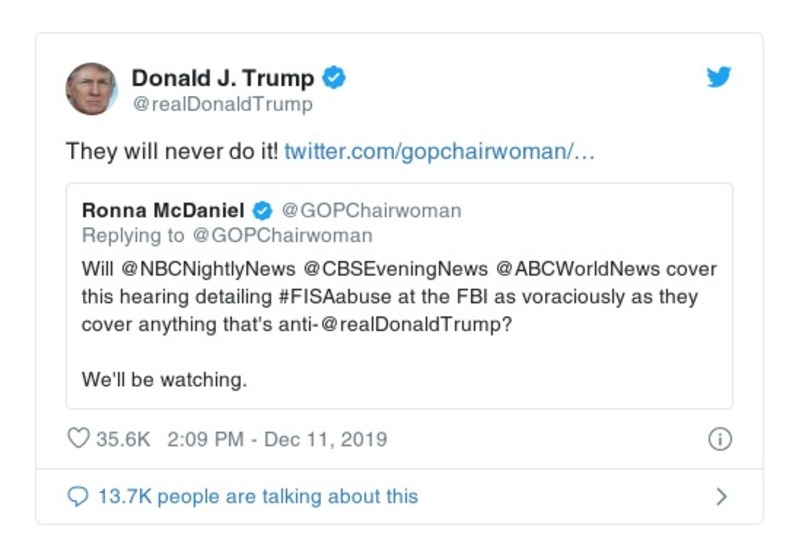 Donald J. Trump
@realDonaldTrump
They will never do it! twitter.com/gopchairwoman/…
Ronna McDaniel @GOPChairwoman
Replying to @GOPChairwoman
Will @NBCNightlyNews @CBSEveningNews @ABCWorldNews cover
this hearing detailing #FISAabuse at the FBI as voraciously as they
cover anything that's anti-@realDonaldTrump?
We'll be watching.
35.6K 2:09 PM - Dec 11, 2019
13.7K people are talking about this